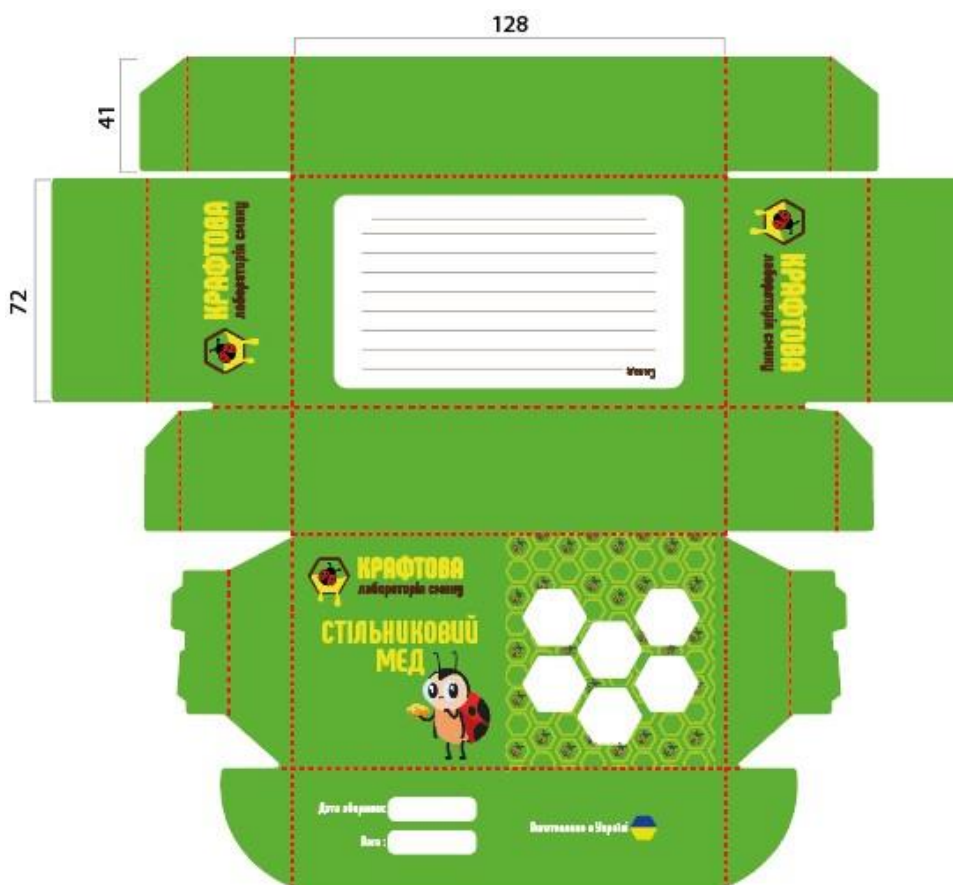 128
41
72
КРАФТОВА
лабораторія смаку
КРАФТОВА
лабораторія смаку
Склад
КРАФТОВА
лабораторія смаку
СТІЛЬНИКОВИЙ
МЕД
Дата збирання:
Вага :
Виготовлено в Україні